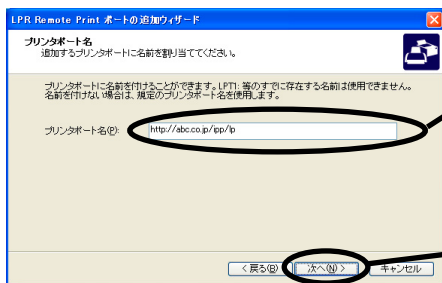 LPR Remote Print ポートの追加ウィザード
プリンタポート名
追加するプリンタポートに名前を割り当ててください。
プリンタポートに名前を付けることができます。LPT1: 等のすでに存在する名前は使用できません。
名前を付けない場合は、規定のプリンタポート名を使用します。
プリンタポート名(P):
http://abc.co.jp/ipp/lp
< 戻る(B)
次へ(N) >
キャンセル